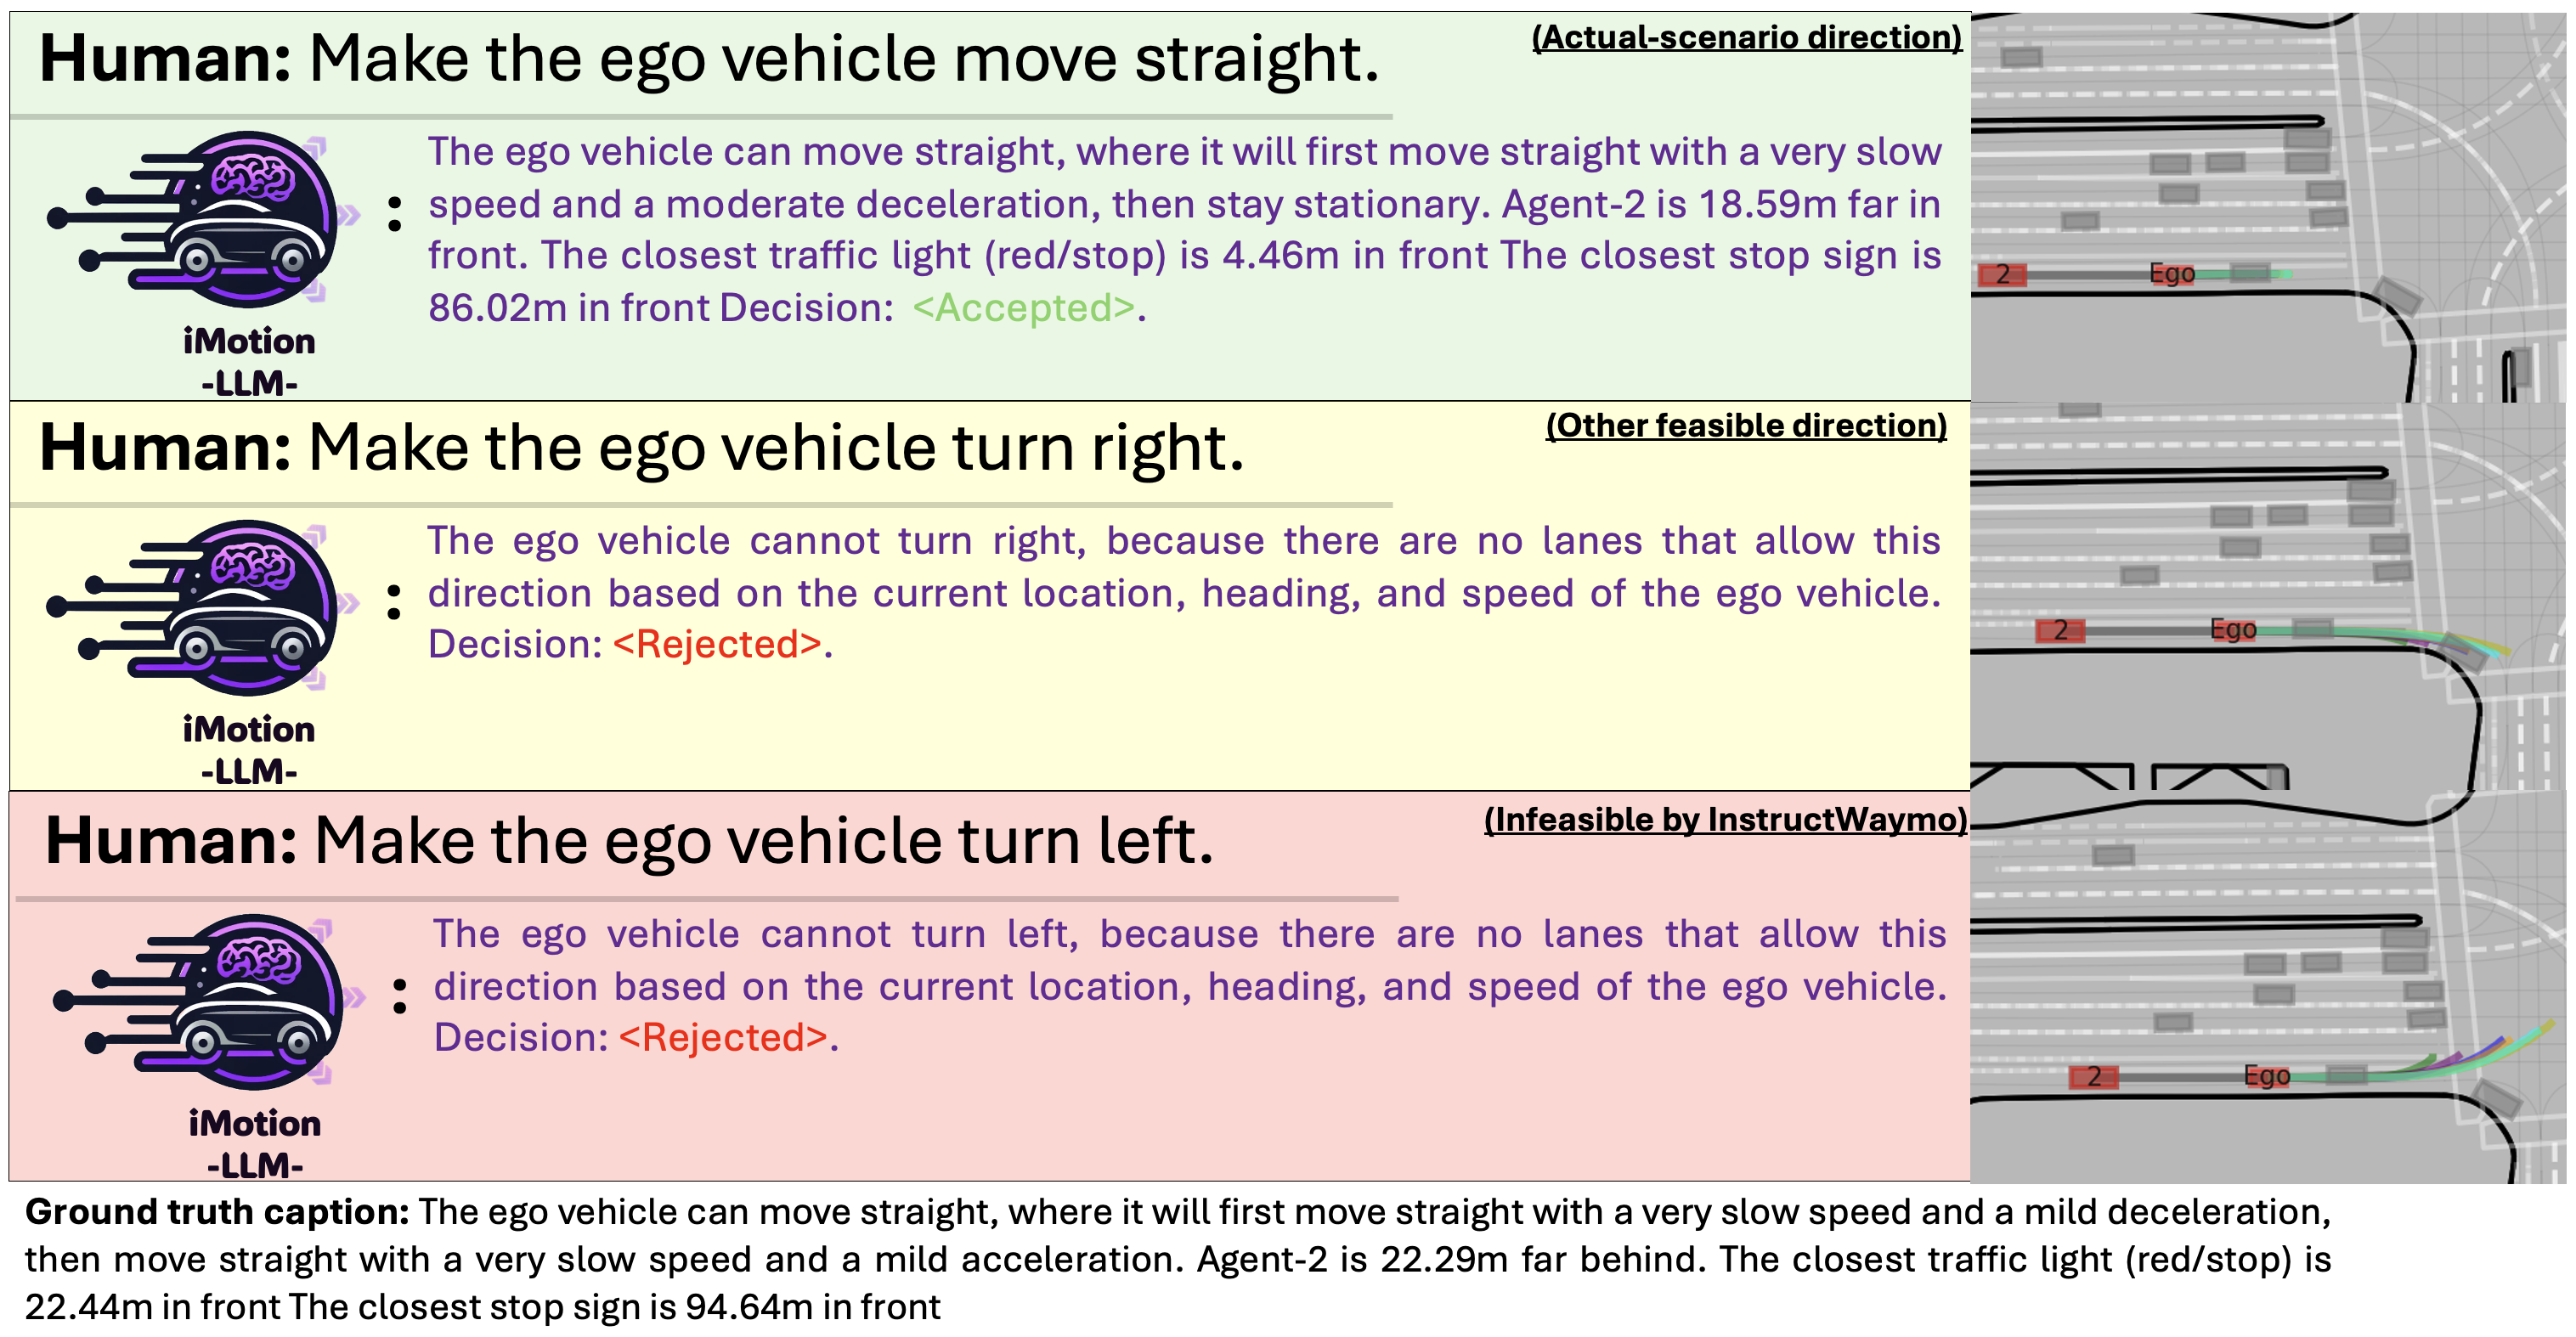 Human: Make the ego vehicle move straight.
(Actual-scenario direction)
The ego vehicle can move straight, where it will first move straight with a very slow
speed and a moderate deceleration, then stay stationary. Agent-2 is 18.59m far in
front. The closest traffic light (red/stop) is 4.46m in front The closest stop sign is
86.02m in front Decision: <Accepted>.
:
iMotion
-LLM-
2
Ego
Human: Make the ego vehicle turn right.
(Other feasible direction)
The ego vehicle cannot turn right, because there are no lanes that allow this
direction based on the current location, heading, and speed of the ego vehicle.
Decision: <Rejected>.
:
iMotion
-LLM-
2
Ego
Human: Make the ego vehicle turn left.
(Infeasible by InstructWaymo)
The ego vehicle cannot turn left, because there are no lanes that allow this
direction based on the current location, heading, and speed of the ego vehicle.
Decision: <Rejected>.
:
iMotion
-LLM-
2
Ego
Ground truth caption: The ego vehicle can move straight, where it will first move straight with a very slow speed and a mild deceleration,
then move straight with a very slow speed and a mild acceleration. Agent-2 is 22.29m far behind. The closest traffic light (red/stop) is
22.44m in front The closest stop sign is 94.64m in front